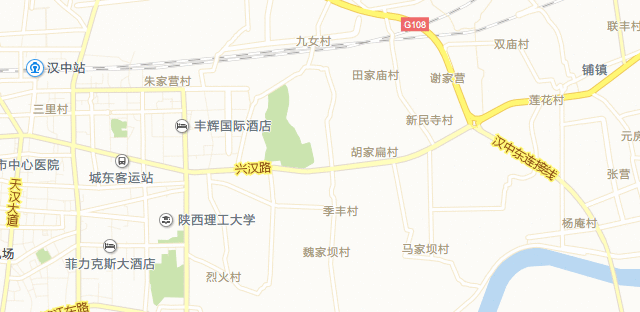 G108
联丰村
九女村
双庙村
汉中站
田家庙村
谢家营
铺镇
朱家营村
莲花村
三里村
丰辉国际酒店
新民寺村
元房
汉中东连接线
胡家扁村
市中心医院
兴汉路
城东客运站
张营
天汉大道
季丰村
陕西理工大学
杨庵村
场
魏家坝村
马家坝村
菲力克斯大酒店
烈火村
江东路